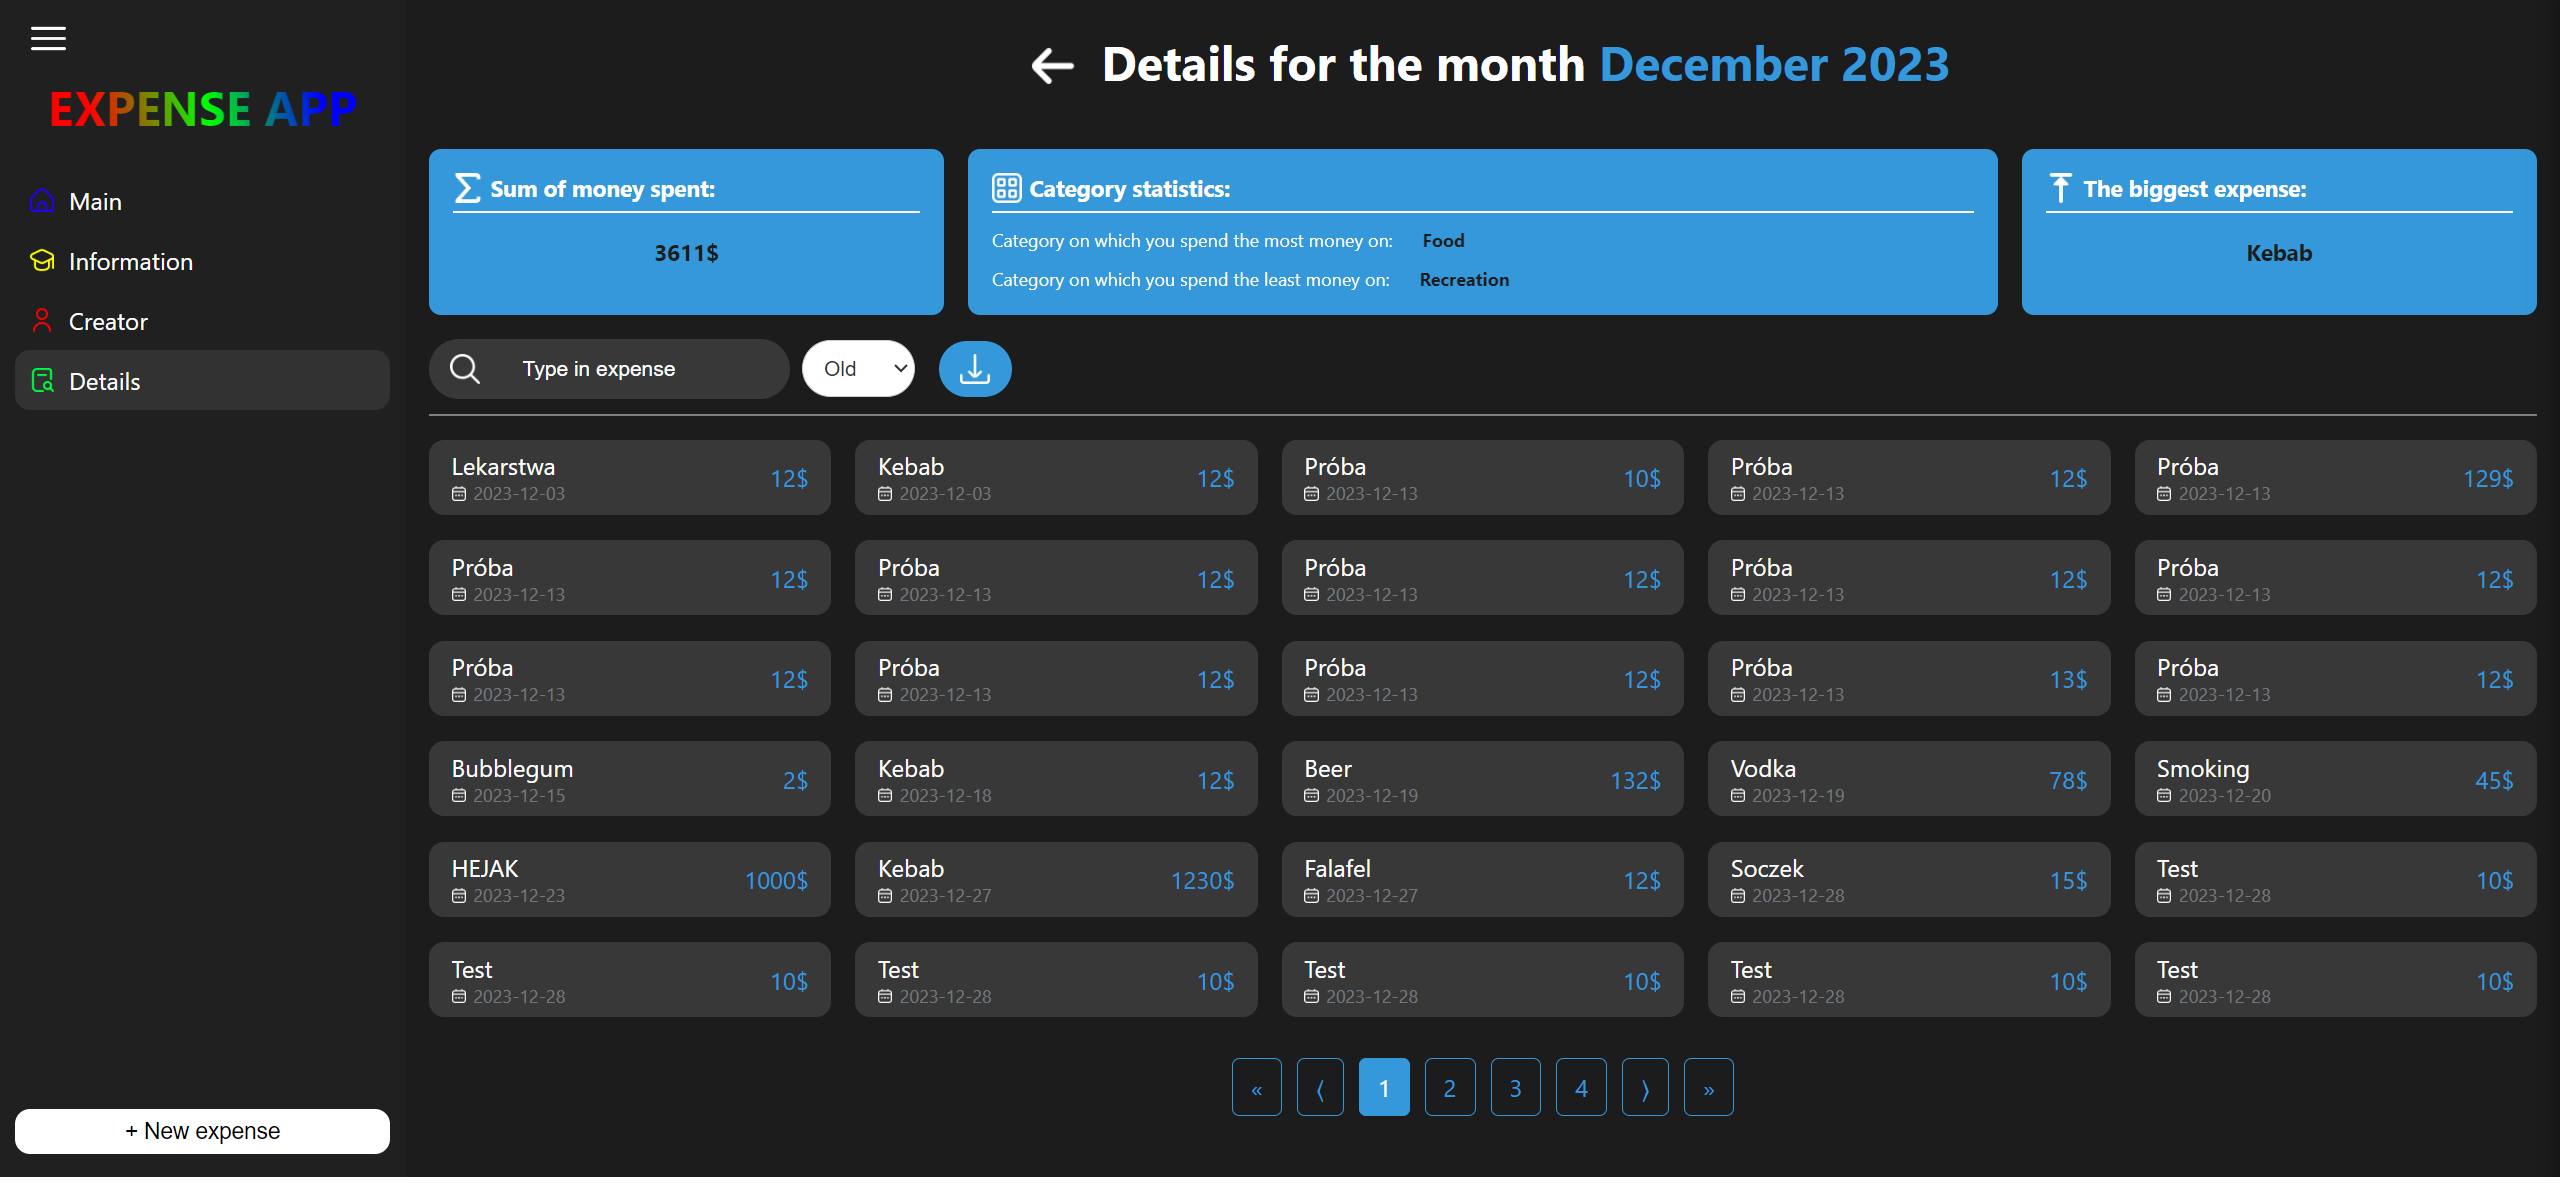 EXPENSE APP
Main
Information
Creator
Details
+ New expense
Details for the month December 2023
Sum of money spent:
3611$
Category statistics:
Category on which you spend the most money on: Food
Category on which you spend the least money on: Recreation
The biggest expense:
Kebab
Type in expense
Old
Lekarstwa
2023-12-03
12$
Kebab
2023-12-03
12$
Próba
2023-12-13
10$
Próba
2023-12-13
12$
Próba
2023-12-13
129$
Próba
2023-12-13
12$
Próba
2023-12-13
12$
Próba
2023-12-13
12$
Próba
2023-12-13
12$
Próba
2023-12-13
12$
Próba
2023-12-13
12$
Próba
2023-12-13
12$
Próba
2023-12-13
12$
Próba
2023-12-13
13$
Próba
2023-12-13
12$
Bubblegum
2023-12-15
2$
Kebab
2023-12-18
12$
Beer
2023-12-19
132$
Vodka
2023-12-19
78$
Smoking
2023-12-20
45$
HEJAK
2023-12-23
1000$
Kebab
2023-12-27
1230$
Falafel
2023-12-27
12$
Soczek
2023-12-28
15$
Test
2023-12-28
10$
Test
2023-12-28
10$
Test
2023-12-28
10$
Test
2023-12-28
10$
Test
2023-12-28
10$
Test
2023-12-28
10$
« ⟨ 1 2 3 4 ⟩ »